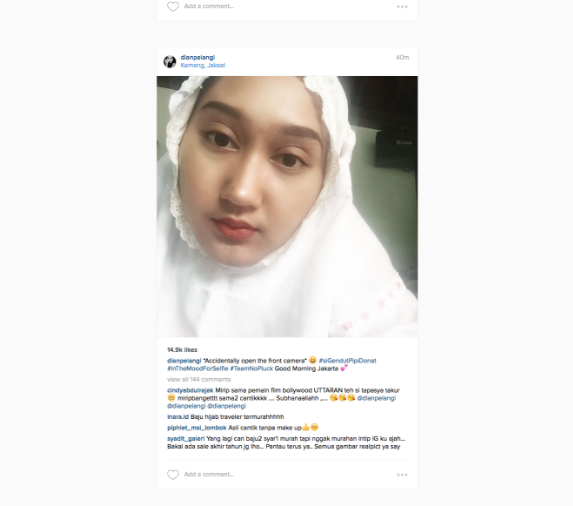 Add a comment...
dianpelangi
40m
Kemang, Jaksel
14.9k likes
dianpelangi "Accidentally open the front camera" 😄 #siGendutPipiDonat
#InTheMoodForSelfie #TeamNoPluck Good Morning Jakarta 💕
view all 144 comments
cindyabdulrajak Mirip sama pemain film bollywood UTTARAN teh si tapasya takur
😁 miripbangetttt sama2 cantikkkk .... Subhanallahh ,,,.. 😘😘😘 @dianpelangi
@dianpelangi @dianpelangi
inara.id Baju hijab traveler termurahhhhh
piphiet_msi_lombok Asli cantik tanpa make up👍😊
syadit_galeri Yang lagi cari baju2 syar'i murah tapi nggak murahan intip IG ku ajah...
Bakal ada sale akhir tahun jg lho... Pantau terus ya.. Semua gambar realpict ya say
Add a comment...